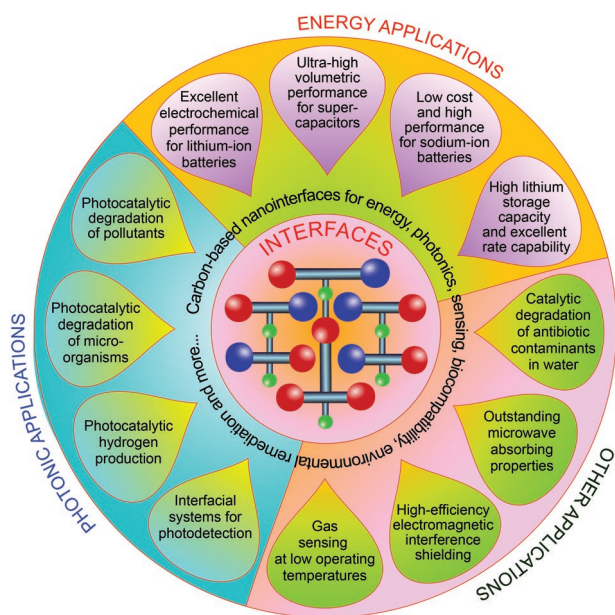 ENERGY APPLICATIONS
Excellent
electrochemical
performance
for lithium-ion
batteries
Ultra-high
volumetric
performance
for super-
capacitors
Low cost
and high
performance
for sodium-ion
batteries
High lithium
storage
capacity
and excellent
rate capability
PHOTONIC APPLICATIONS
Photocatalytic
degradation
of pollutants
Photocatalytic
degradation
of micro-
organisms
Photocatalytic
hydrogen
production
Interfacial
systems for
photodetection
OTHER APPLICATIONS
Catalytic
degradation
of antibiotic
contaminants
in water
Outstanding
microwave
absorbing
properties
High-efficiency
electromagnetic
interference
shielding
Gas
sensing
at low operating
temperatures
Carbon-based nanointerfaces for energy, photonics, sensing, biocompatibility, environmental remediation and more...
INTERFACES